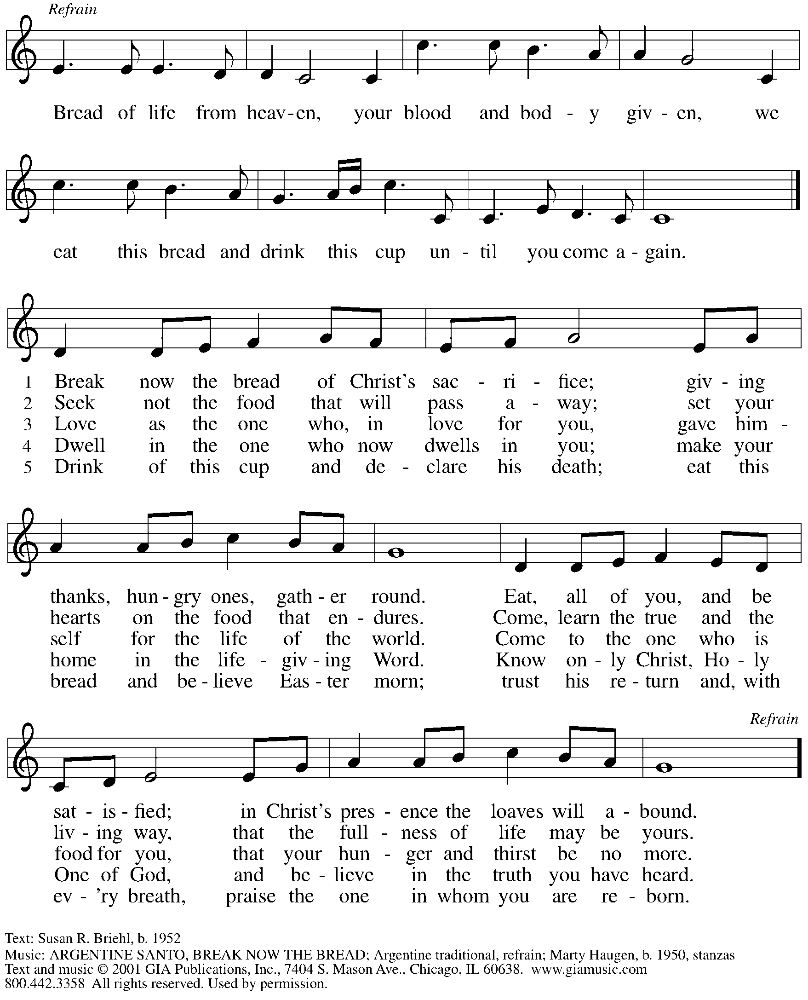 Refrain
Bread of life from heav-en, your blood and bod - y giv - en, we
eat this bread and drink this cup un - til you come a - gain.
1 Break now the bread of Christ's sac - ri - fice; giv - ing
2 Seek not the food that will pass a - way; set your
3 Love as the one who, in love for you, gave him -
4 Dwell in the one who now dwells in you; make your
5 Drink of this cup and de - clare his death; eat this
thanks, hun - gry ones, gath - er round. Eat, all of you, and be
hearts on the food that en - dures. Come, learn the true and the
self for the life of the world. Come to the one who is
home in the life - giv - ing Word. Know on - ly Christ, Ho - ly
bread and be - lieve Eas - ter morn; trust his re - turn and, with
Refrain
sat - is - fied; in Christ's pres - ence the loaves will a - bound.
liv - ing way, that the full - ness of life may be yours.
food for you, that your hun - ger and thirst be no more.
One of God, and be - lieve in the truth you have heard.
ev - 'ry breath, praise the one in whom you are re - born.
Text: Susan R. Briehl, b. 1952
Music: ARGENTINE SANTO, BREAK NOW THE BREAD; Argentine traditional, refrain; Marty Haugen, b. 1950, stanzas
Text and music © 2001 GIA Publications, Inc., 7404 S. Mason Ave., Chicago, IL 60638. www.giamusic.com
800.442.3358 All rights reserved. Used by permission.